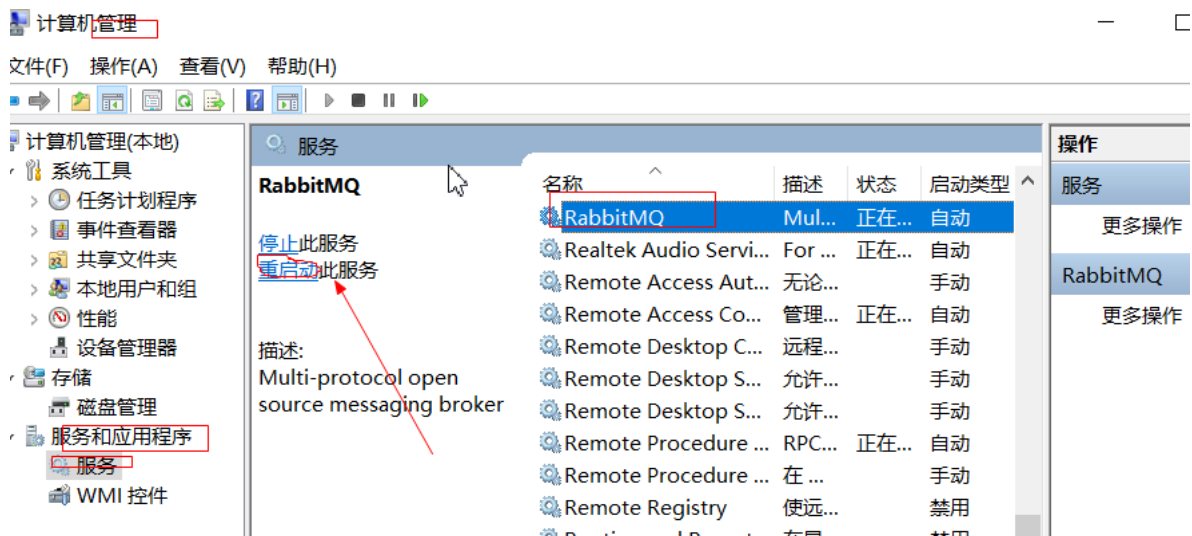 计算机管理
文件(F) 操作(A) 查看(V) 帮助(H)
计算机管理(本地)
系统工具
任务计划程序
事件查看器
共享文件夹
本地用户和组
性能
设备管理器
存储
磁盘管理
服务和应用程序
服务
WMI 控件
服务
RabbitMQ
停止此服务
重启动此服务
描述:
Multi-protocol open
source messaging broker
名称 描述 状态 启动类型
RabbitMQ Mul... 正在... 自动
Realtek Audio Servi... For ... 正在... 自动
Remote Access Aut... 无论... 手动
Remote Access Co... 管理... 正在... 自动
Remote Desktop C... 远程... 手动
Remote Desktop S... 允许... 手动
Remote Desktop S... 允许... 手动
Remote Procedure ... RPC... 正在... 自动
Remote Procedure ... 在 ... 手动
Remote Registry 使远... 禁用
操作
服务
更多操作
RabbitMQ
更多操作